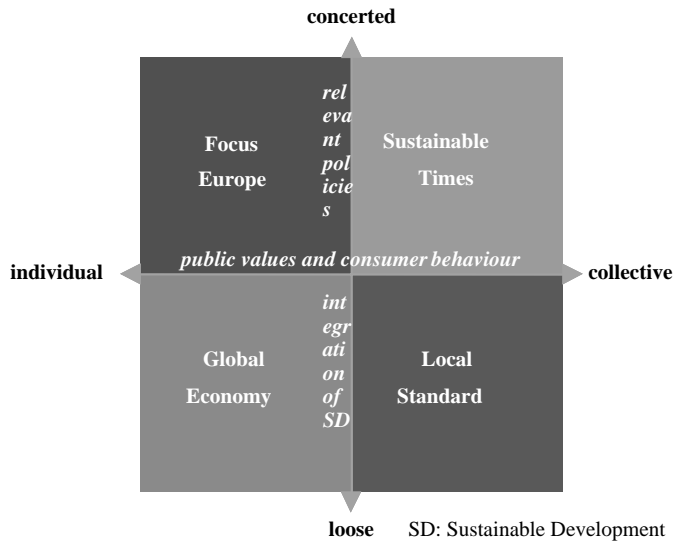 concerted
rel
eva
nt
pol
icie
s
Focus
Europe
Sustainable
Times
public values and consumer behaviour
individual
collective
int
egr
ati
on
of
SD
Global
Economy
Local
Standard
loose
SD: Sustainable Development